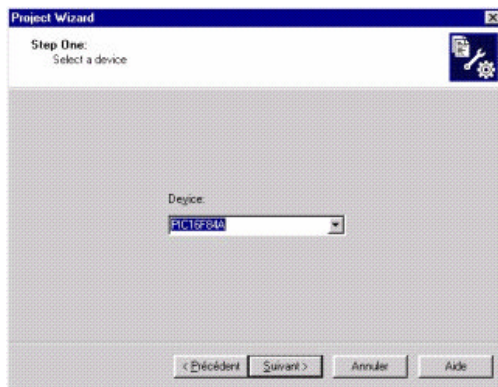 Project Wizard
Step One:
Select a device
Device:
PIC16F84A
< Précédent
Suivant >
Annuler
Aide